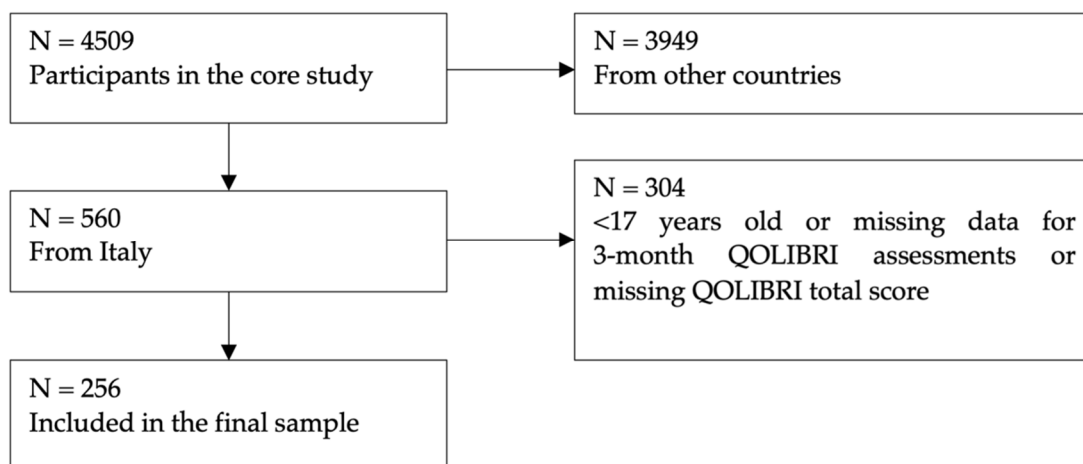 N = 4509
Participants in the core study
N = 3949
From other countries
N = 560
From Italy
N = 304
<17 years old or missing data for
3-month QOLIBRI assessments or
missing QOLIBRI total score
N = 256
Included in the final sample